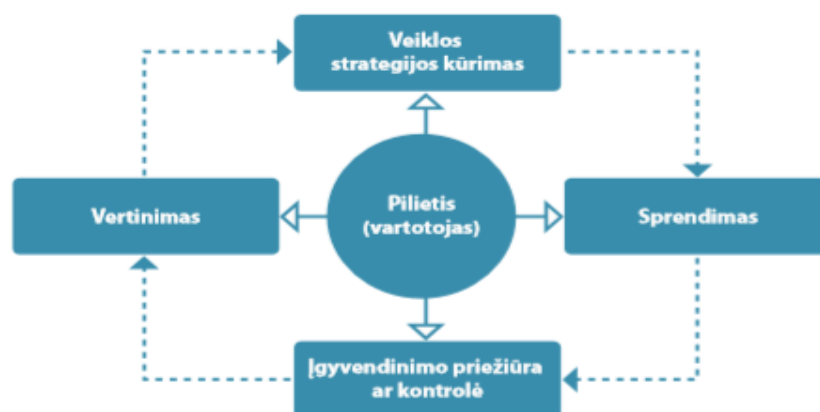 Veiklos
strategijos kūrimas
Vertinimas
Pilietis
(vartotojas)
Sprendimas
Įgyvendinimo priežiūra
ar kontrolė